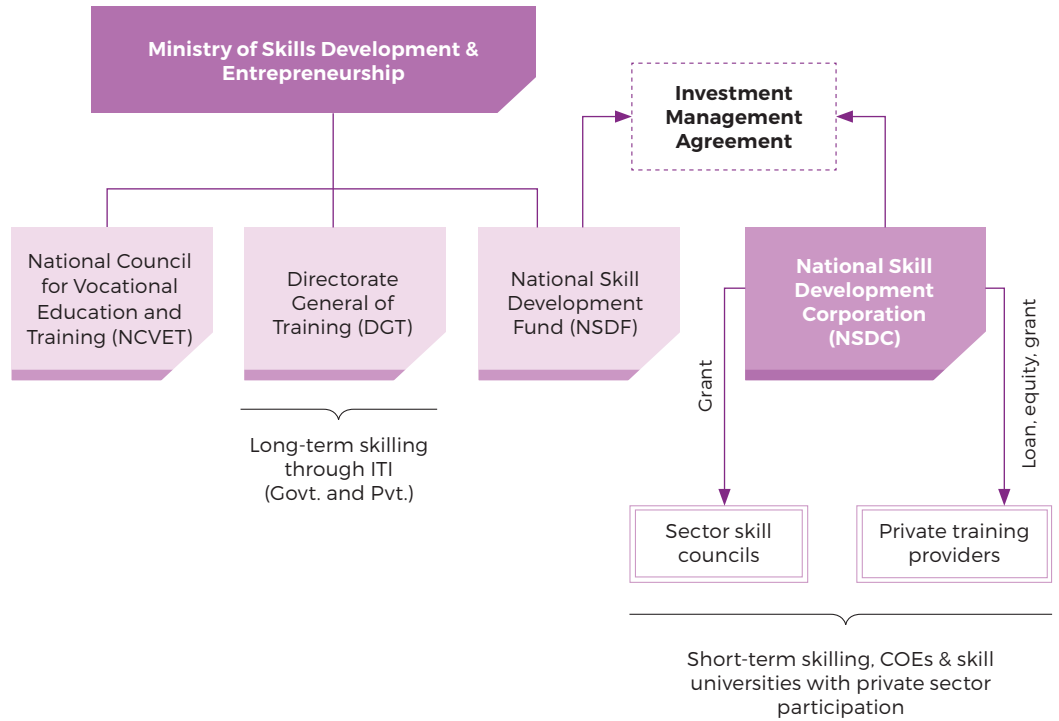 Ministry of Skills Development &
Entrepreneurship
Investment
Management
Agreement
National Council
for Vocational
Education and
Training (NCVET)
Directorate
General of
Training (DGT)
National Skill
Development
Fund (NSDF)
National Skill
Development
Corporation
(NSDC)
Grant
Loan, equity, grant
Long-term skilling
through ITI
(Govt. and Pvt.)
Sector skill
councils
Private training
providers
Short-term skilling, COEs & skill
universities with private sector
participation